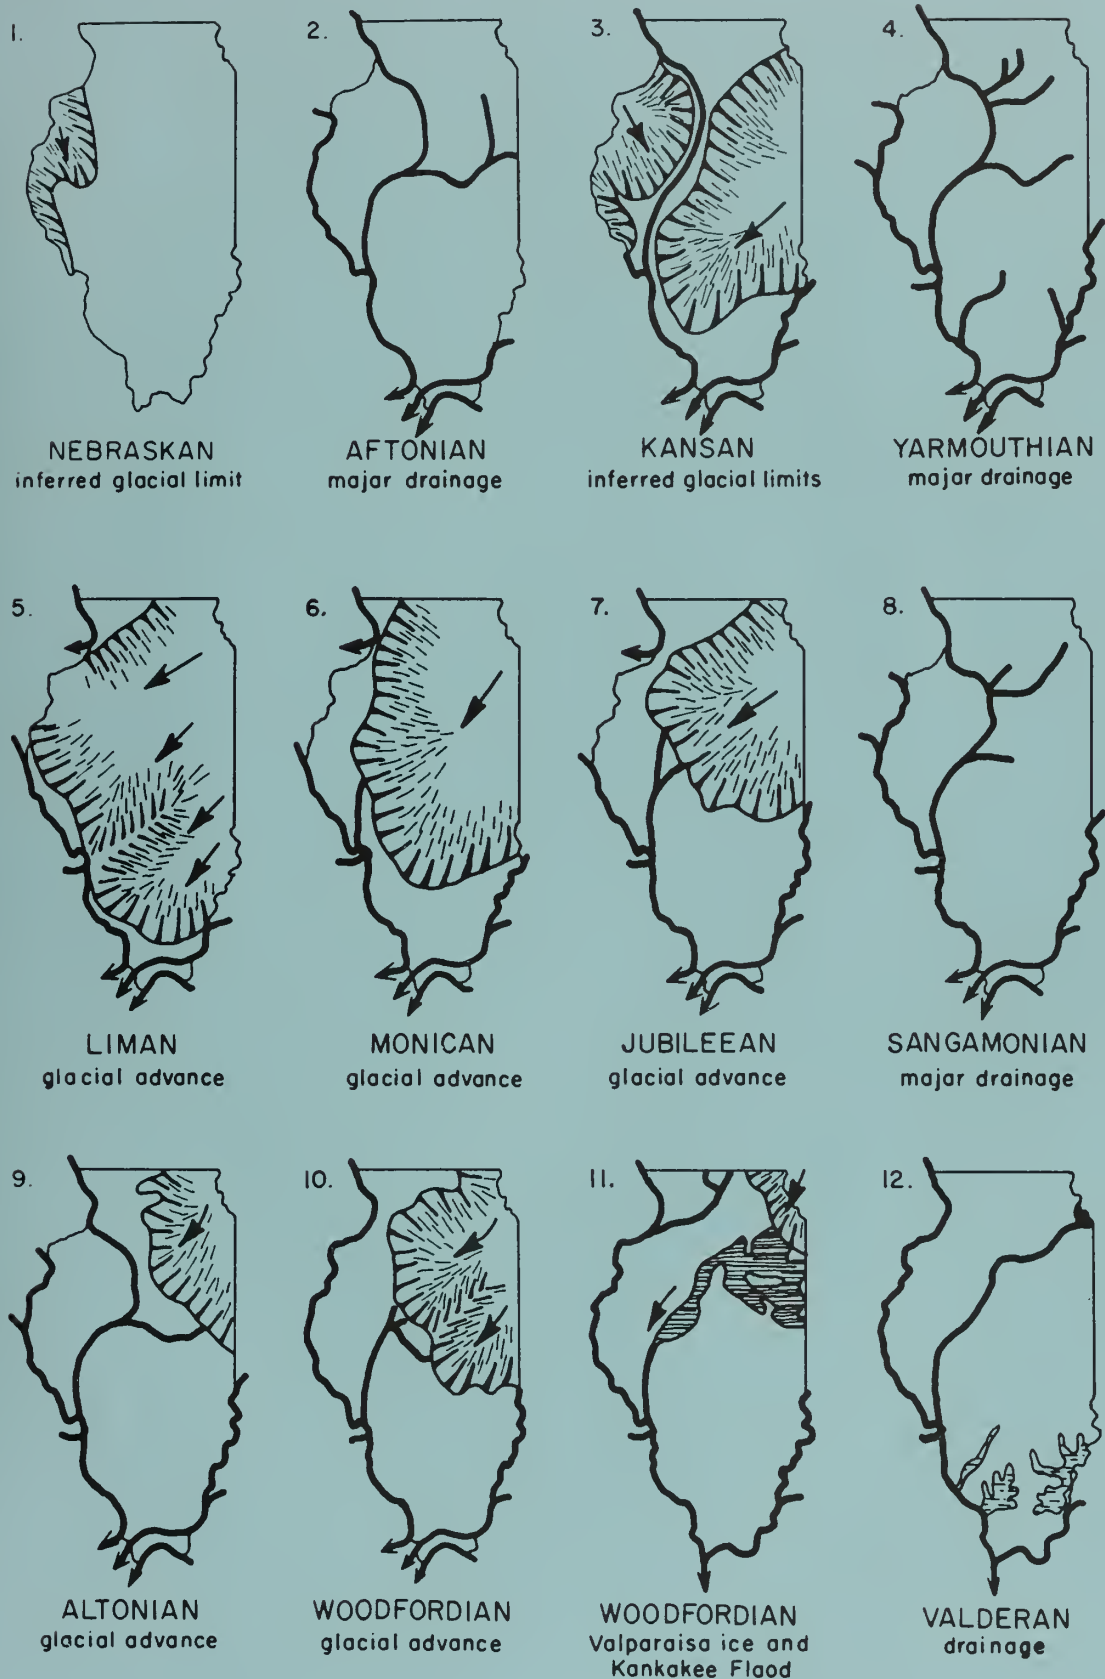 1.
2.
3.
4.
NEBRASKAN
inferred glacial limit
AFTONIAN
majar drainage
KANSAN
inferred glacial limits
YARMOUTHIAN
majar drainage
5.
6.
7.
8.
LIMAN
glacial advance
MONICAN
glacial advance
JUBILEEAN
glacial advance
SANGAMONIAN
majar drainage
9.
10.
11.
12.
ALTONIAN
glacial advance
WOODFORDIAN
glacial advance
WOODFORDIAN
Valparaisa ice and
Kankakee Flaod
VALDERAN
drainage